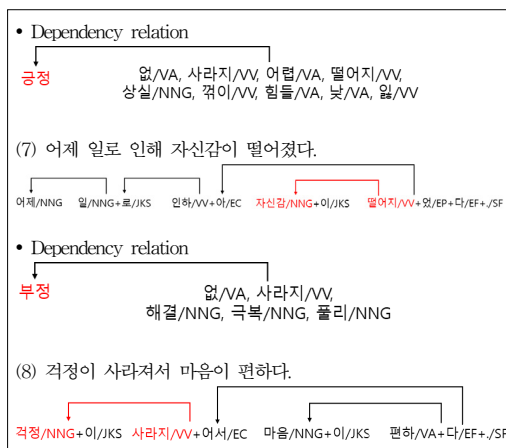 • Dependency relation
긍정
없/VA, 사라지/VV, 어렵/VA, 떨어지/VV,
상실/NNG, 꺾이/VV, 힘들/VA, 낮/VA, 잃/VV
(7) 어제 일로 인해 자신감이 떨어졌다.
어제/NNG 일/NNG+로/JKS 인하/VV+아/EC 자신감/NNG+이/JKS 떨어지/VV+었/EP+다/EF+./SF
• Dependency relation
부정
없/VA, 사라지/VV,
해결/NNG, 극복/NNG, 풀리/NNG
(8) 걱정이 사라져서 마음이 편하다.
걱정/NNG+이/JKS 사라지/VV+어서/EC 마음/NNG+이/JKS 편하/VA+다/EF+./SF